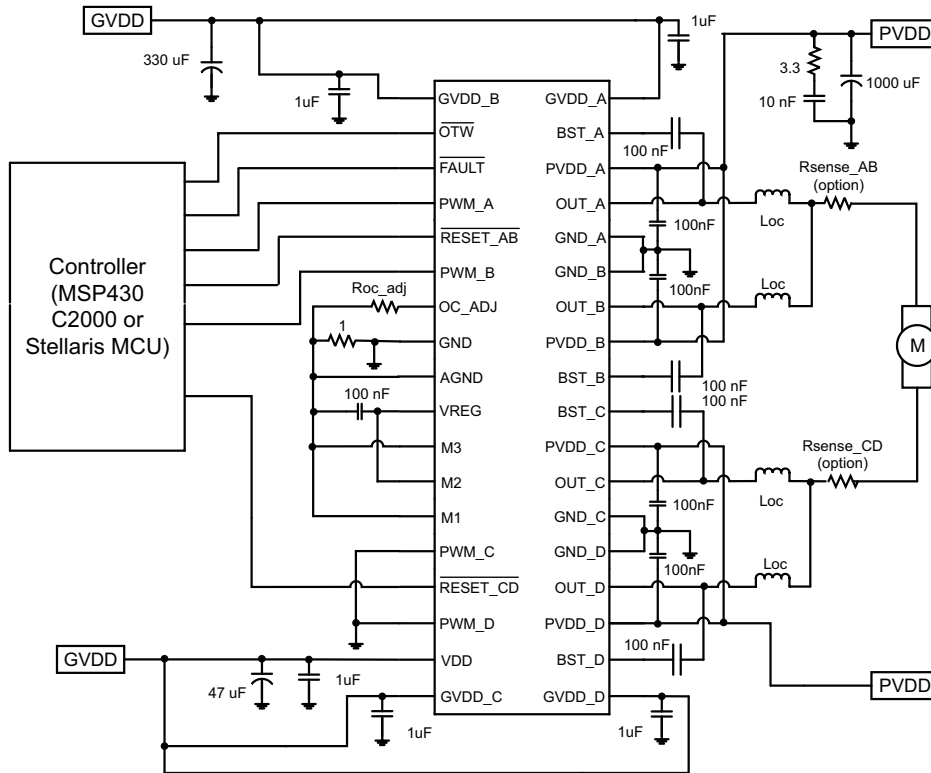 GVDD
1uF
PVDD
330 uF
1uF
3.3
10 nF
1000 uF
GVDD_B
GVDD_A
OTW
BST_A
100 nF
FAULT
PVDD_A
Rsense_AB
(option)
PWM_A
OUT_A
Loc
100nF
RESET_AB
GND_A
Controller
(MSP430
C2000 or
Stellaris MCU)
PWM_B
GND_B
100nF
Roc_adj
OC_ADJ
OUT_B
Loc
1
GND
PVDD_B
M
AGND
BST_B
100 nF
100 nF
100 nF
VREG
BST_C
M3
PVDD_C
Rsense_CD
(option)
M2
OUT_C
Loc
100nF
M1
GND_C
PWM_C
GND_D
100nF
Loc
RESET_CD
OUT_D
PWM_D
PVDD_D
100 nF
GVDD
VDD
BST_D
47 uF
1uF
PVDD
GVDD_C
GVDD_D
1uF
1uF